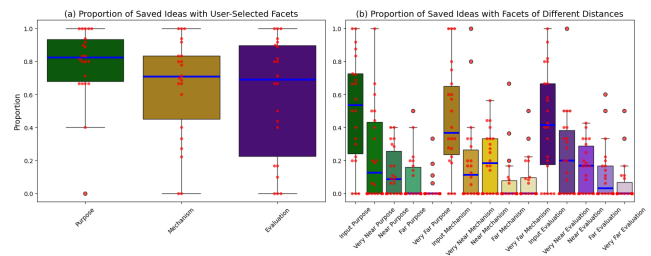 (a) Proportion of Saved Ideas with User-Selected Facets
1.0
0.8
0.6
0.4
0.2
0.0
Proportion
Purpose
Mechanism
Evaluation
(b) Proportion of Saved Ideas with Facets of Different Distances
1.0
0.8
0.6
0.4
0.2
0.0
Input Purpose
Very Near Purpose
Near Purpose
Far Purpose
Very Far Purpose
Input Mechanism
Very Near Mechanism
Near Mechanism
Far Mechanism
Very Far Mechanism
Input Evaluation
Very Near Evaluation
Near Evaluation
Far Evaluation
Very Far Evaluation